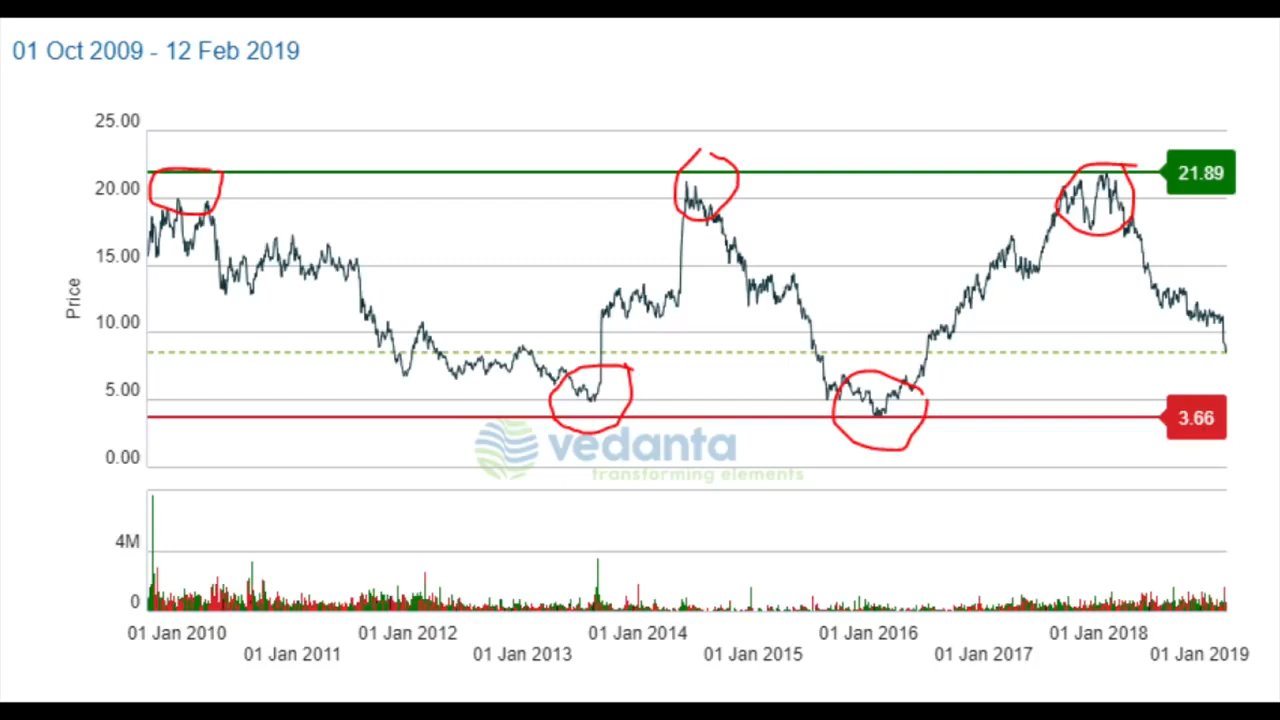 01 Oct 2009 - 12 Feb 2019
25.00
21.89
20.00
15.00
Price
10.00
5.00
3.66
0.00
vedanta
transforming elements
4M
0
01 Jan 2010 01 Jan 2012 01 Jan 2014 01 Jan 2016 01 Jan 2018
01 Jan 2011 01 Jan 2013 01 Jan 2015 01 Jan 2017 01 Jan 2019